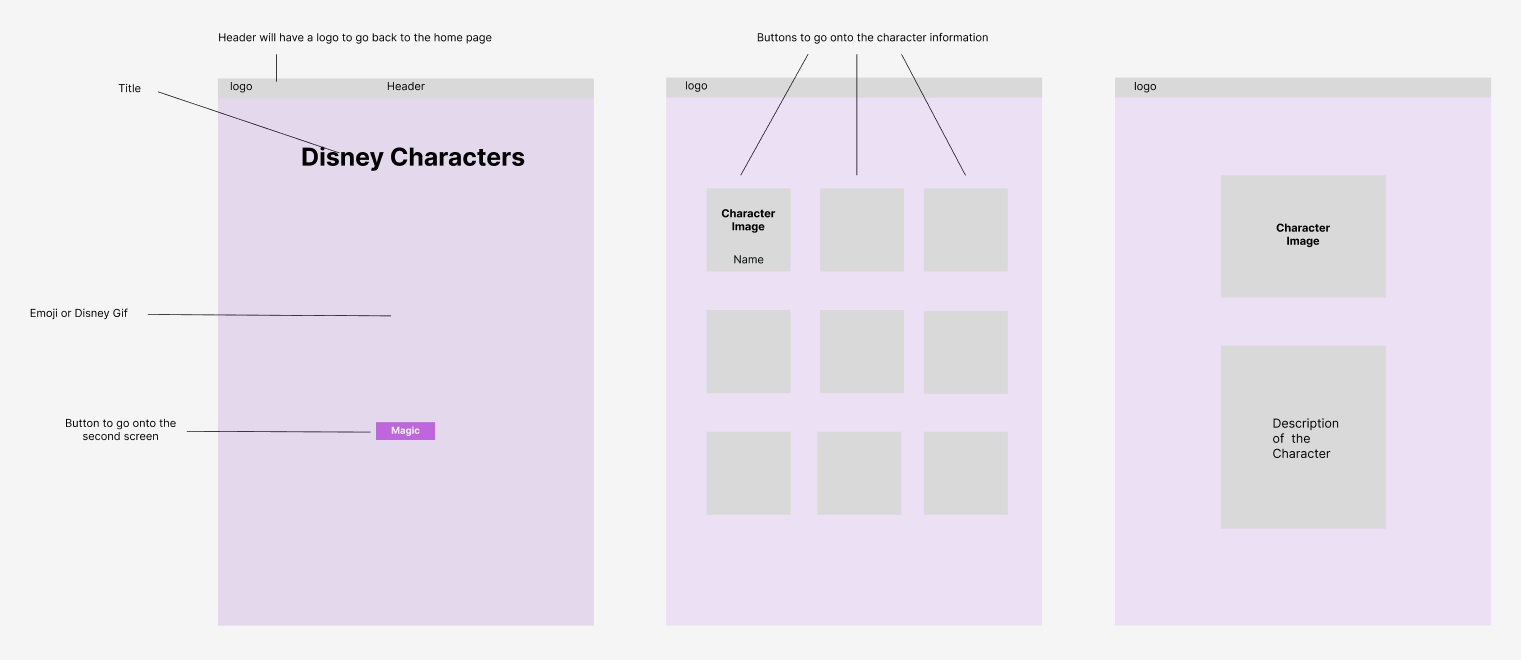 Header will have a logo to go back to the home page
Buttons to go onto the character information
Title
logo
Header
logo
logo
Disney Characters
Character
Image
Name
Character
Image
Emoji or Disney Gif
Button to go onto the
second screen
Magic
Description
of  the
Character